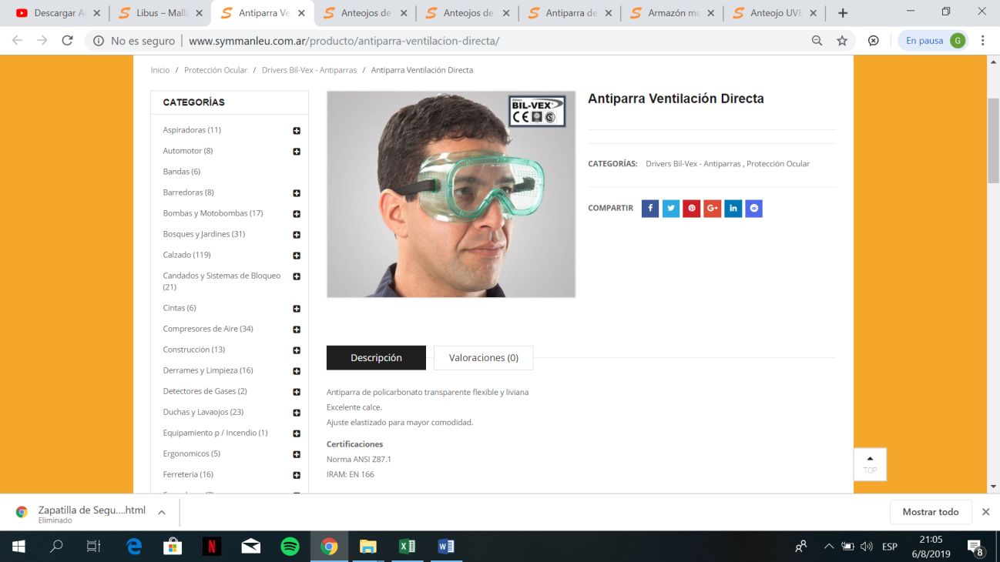 Descargar A
Libus – Mall
Antiparra Ve
Anteojos de
Anteojos de
Antiparra de
Armazón me
Anteojo UVE
No es seguro | www.symmanleu.com.ar/producto/antiparra-ventilacion-directa/
En pausa
G
Inicio / Protección Ocular / Drivers Bil-Vex - Antiparras / Antiparra Ventilación Directa
CATEGORÍAS
Aspiradoras (11)
Automotor (8)
Bandas (6)
Barredoras (8)
Bombas y Motobombas (17)
Bosques y Jardines (31)
Calzado (119)
Candados y Sistemas de Bloqueo
(21)
Cintas (6)
Compresores de Aire (34)
Construcción (13)
Derrames y Limpieza (16)
Detectores de Gases (2)
Duchas y Lavaojos (23)
Equipamiento p / Incendio (1)
Ergonomicos (5)
Ferreteria (16)
Drivers
BIL-VEX
CE
Antiparra Ventilación Directa
CATEGORÍAS: Drivers Bil-Vex - Antiparras , Protección Ocular
COMPARTIR
Descripción
Valoraciones (0)
Antiparra de policarbonato transparente flexible y liviana
Excelente calce.
Ajuste elastizado para mayor comodidad.
Certificaciones
Norma ANSI Z87.1
IRAM: EN 166
TOP
Zapatilla de Segu....html
Eliminado
Mostrar todo
ESP
21:05
6/8/2019
8